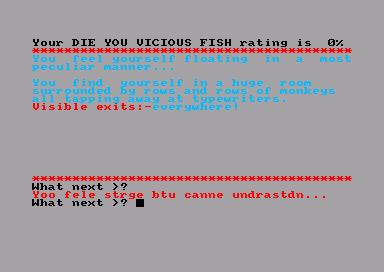 Your DIE YOU VICIOUS FISH rating is 0%
****************************************
You feel yourself floating in a most
peculiar manner...
You find yourself in a huge room
surrounded by rows and rows of monkeys
all tapping away at typewriters.
Visible exits:-everywhere!
****************************************
What next >?
Yoo fele strge btu canne undrastdn...
What next >?